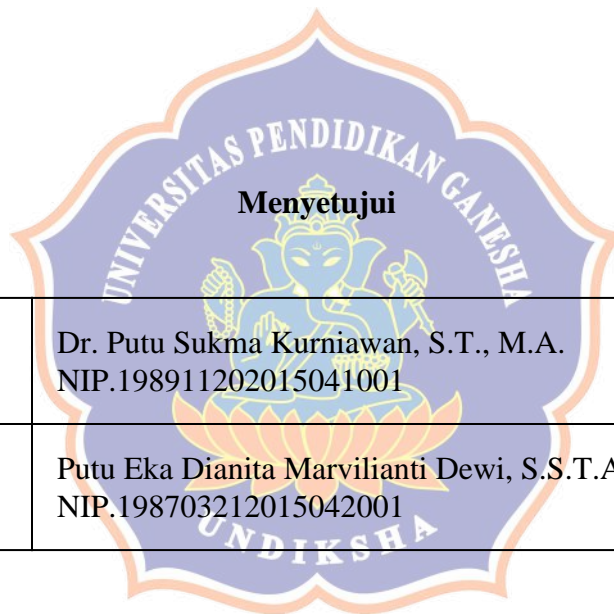 UNIVERSITAS PENDIDIKAN GANESHA
Menyetujui
Dr. Putu Sukma Kurniawan, S.T., M.A.
NIP.198911202015041001
Putu Eka Dianita Marvilianti Dewi, S.S.T.A
NIP.198703212015042001
UNDIKSHA